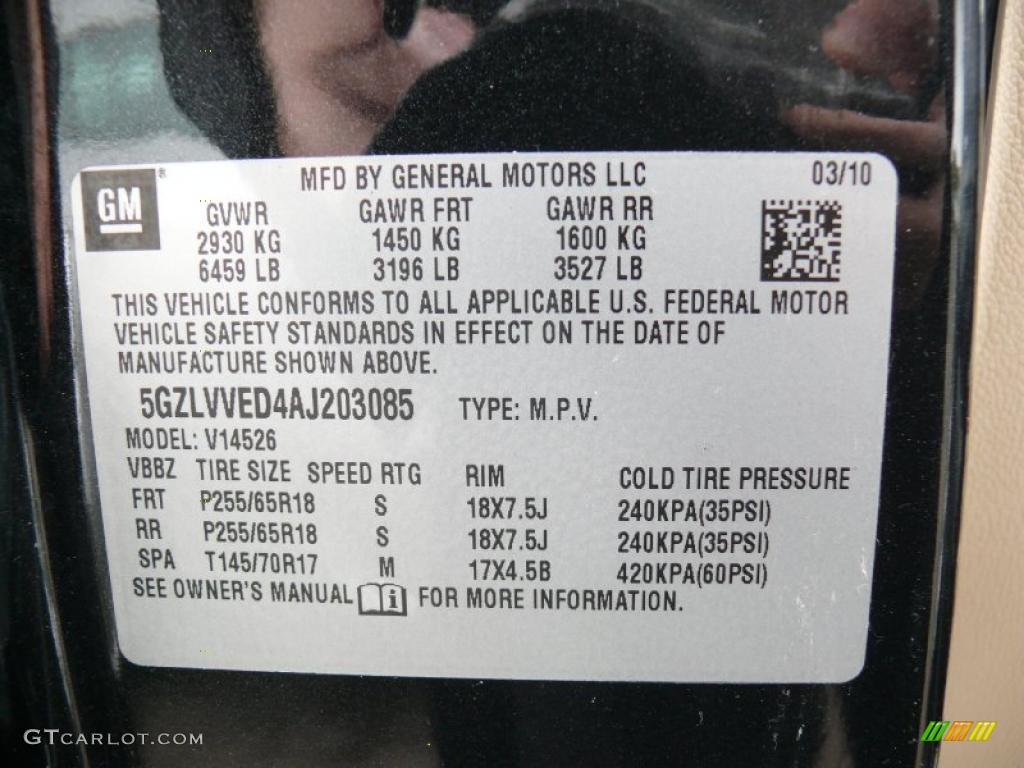 GM ® MFD BY GENERAL MOTORS LLC 03/10
GVWR GAWR FRT GAWR RR
2930 KG 1450 KG 1600 KG
6459 LB 3196 LB 3527 LB
THIS VEHICLE CONFORMS TO ALL APPLICABLE U.S. FEDERAL MOTOR
VEHICLE SAFETY STANDARDS IN EFFECT ON THE DATE OF
MANUFACTURE SHOWN ABOVE.
5GZLVVED4AJ203085 TYPE: M.P.V.
MODEL: V14526
VBBZ TIRE SIZE SPEED RTG RIM COLD TIRE PRESSURE
FRT P255/65R18 S 18X7.5J 240KPA(35PSI)
RR P255/65R18 S 18X7.5J 240KPA(35PSI)
SPA T145/70R17 M 17X4.5B 420KPA(60PSI)
SEE OWNER'S MANUAL i FOR MORE INFORMATION.
GTCARLOT.COM